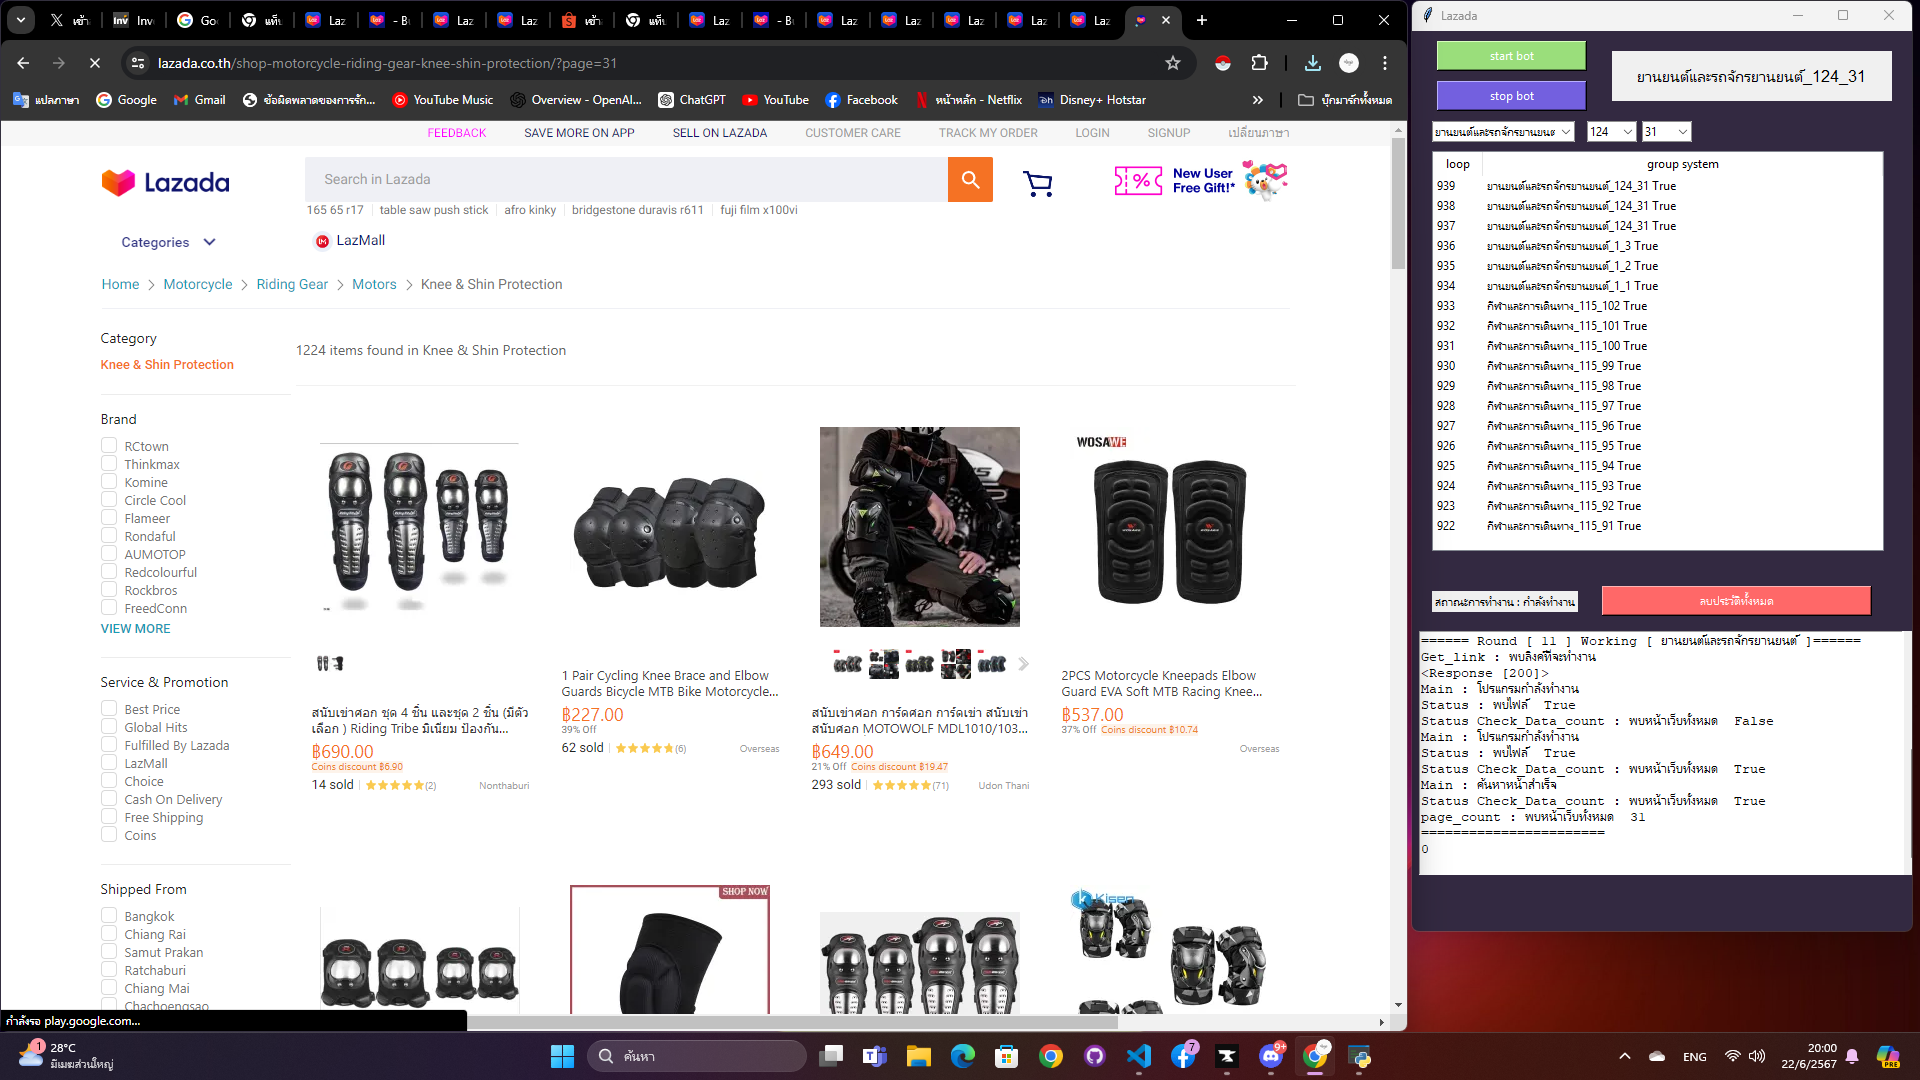 Laz
- Bu
Laz
Laz
Laz
- Bu
Laz
Laz
Laz
Laz
Laz
lazada.co.th/shop-motorcycle-riding-gear-knee-shin-protection/?page=31
แปลภาษา
Google
Gmail
ข้อผิดพลาดของการรัก...
YouTube Music
Overview - OpenAI...
ChatGPT
YouTube
Facebook
หน้าหลัก - Netflix
Disney+ Hotstar
บุ๊กมาร์กทั้งหมด
FEEDBACK
SAVE MORE ON APP
SELL ON LAZADA
CUSTOMER CARE
TRACK MY ORDER
LOGIN
SIGNUP
เปลี่ยนภาษา
Lazada
Search in Lazada
New User
Free Gift!*
165 65 r17
table saw push stick
afro kinky
bridgestone duravis r611
fuji film x100vi
Categories
LazMall
Home > Motorcycle > Riding Gear > Motors > Knee & Shin Protection
Category
Knee & Shin Protection
1224 items found in Knee & Shin Protection
Brand
RCtown
Thinkmax
Komine
Circle Cool
Flameer
Rondaful
AUMOTOP
Redcolourful
Rockbros
FreedConn
VIEW MORE
Service & Promotion
Best Price
Global Hits
Fulfilled By Lazada
LazMall
Choice
Cash On Delivery
Free Shipping
Coins
Shipped From
Bangkok
Chiang Rai
Samut Prakan
Ratchaburi
Chiang Mai
Chachoengsao
สนับเข่าศอก ชุด 4 ชิ้น และชุด 2 ชิ้น (มีตัว
เลือก ) Riding Tribe มิเนียม ป้องกัน...
฿690.00
Coins discount ฿6.90
14 sold
(2)
Nonthaburi
1 Pair Cycling Knee Brace and Elbow
Guards Bicycle MTB Bike Motorcycle...
฿227.00
39% Off
62 sold
(6)
Overseas
สนับเข่าศอก การ์ดศอก การ์ดเข่า สนับเข่า
สนับศอก MOTOWOLF MDL1010/103...
฿649.00
21% Off Coins discount ฿19.47
293 sold
(71)
Udon Thani
WOSAWE
2PCS Motorcycle Kneepads Elbow
Guard EVA Soft MTB Racing Knee...
฿537.00
37% Off Coins discount ฿10.74
Overseas
SHOP NOW
Kisen
กำลังรอ play.google.com...
Lazada
start bot
stop bot
ยานยนต์และรถจักรยานยนต์_124_31
ยานยนต์และรถจักรยานยนต
124
31
loop
group system
939 ยานยนต์และรถจักรยานยนต์_124_31 True
938 ยานยนต์และรถจักรยานยนต์_124_31 True
937 ยานยนต์และรถจักรยานยนต์_124_31 True
936 ยานยนต์และรถจักรยานยนต์_1_3 True
935 ยานยนต์และรถจักรยานยนต์_1_2 True
934 ยานยนต์และรถจักรยานยนต์_1_1 True
933 กีฬาและการเดินทาง_115_102 True
932 กีฬาและการเดินทาง_115_101 True
931 กีฬาและการเดินทาง_115_100 True
930 กีฬาและการเดินทาง_115_99 True
929 กีฬาและการเดินทาง_115_98 True
928 กีฬาและการเดินทาง_115_97 True
927 กีฬาและการเดินทาง_115_96 True
926 กีฬาและการเดินทาง_115_95 True
925 กีฬาและการเดินทาง_115_94 True
924 กีฬาและการเดินทาง_115_93 True
923 กีฬาและการเดินทาง_115_92 True
922 กีฬาและการเดินทาง_115_91 True
สถานะการทำงาน : กำลังทำงาน
ลบประวัติทั้งหมด
====== Round [ 11 ] Working [ ยานยนต์และรถจักรยานยนต์ ]======
Get_link : พบลิงค์ที่จะทำงาน
<Response [200]>
Main : โปรแกรมกำลังทำงาน
Status : พบไฟล์ True
Status Check_Data_count : พบหน้าเว็บทั้งหมด False
Main : โปรแกรมกำลังทำงาน
Status : พบไฟล์ True
Status Check_Data_count : พบหน้าเว็บทั้งหมด True
Main : ค้นหาหน้าสำเร็จ
Status Check_Data_count : พบหน้าเว็บทั้งหมด True
page_count : พบหน้าเว็บทั้งหมด 31
=======================
0
1
28°C
มีเมฆส่วนใหญ่
ค้นหา
7
9+
ENG
20:00
22/6/2567
PRE